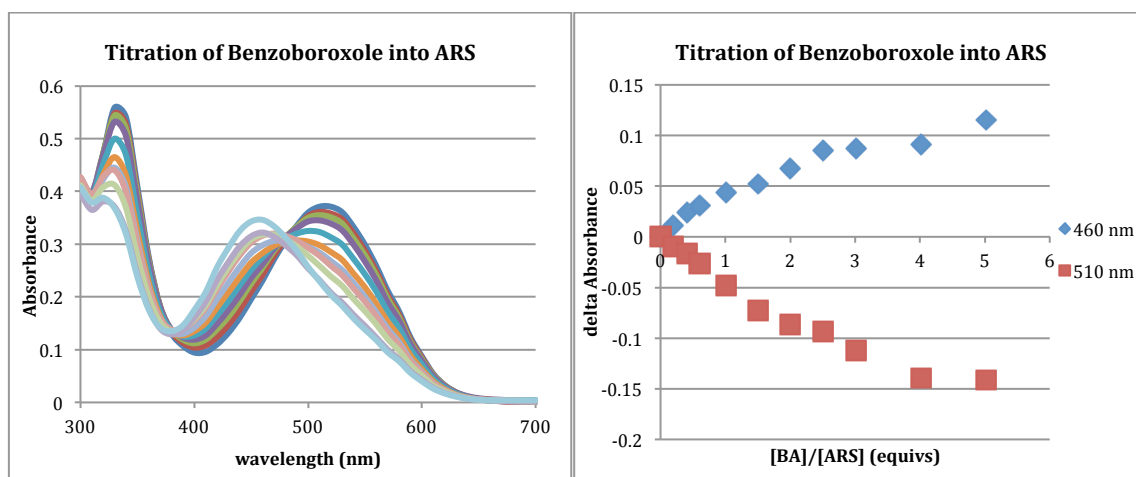 Titration of Benzoboroxole into ARS
0.6
0.5
0.4
0.3
0.2
0.1
0
300 400 500 600 700
Absorbance
wavelength (nm)
Titration of Benzoboroxole into ARS
0.15
0.1
0.05
0
-0.05
-0.1
-0.15
-0.2
0 1 2 3 4 5 6
delta Absorbance
[BA]/[ARS] (equivs)
460 nm
510 nm